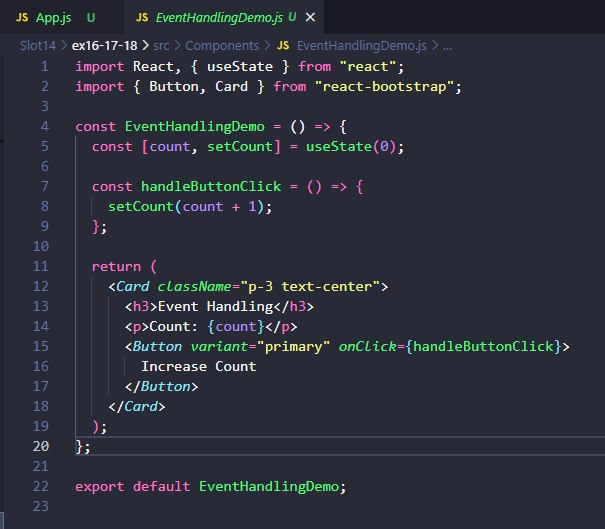 JS App.js U JS EventHandlingDemo.js U ×
Slot14 > ex16-17-18 > src > Components > JS EventHandlingDemo.js > ...
1 import React, { useState } from "react";
2 import { Button, Card } from "react-bootstrap";
3
4 const EventHandlingDemo = () => {
5   const [count, setCount] = useState(0);
6
7   const handleButtonClick = () => {
8     setCount(count + 1);
9   };
10
11   return (
12     <Card className="p-3 text-center">
13       <h3>Event Handling</h3>
14       <p>Count: {count}</p>
15       <Button variant="primary" onClick={handleButtonClick}>
16         Increase Count
17       </Button>
18     </Card>
19   );
20 };
21
22 export default EventHandlingDemo;
23